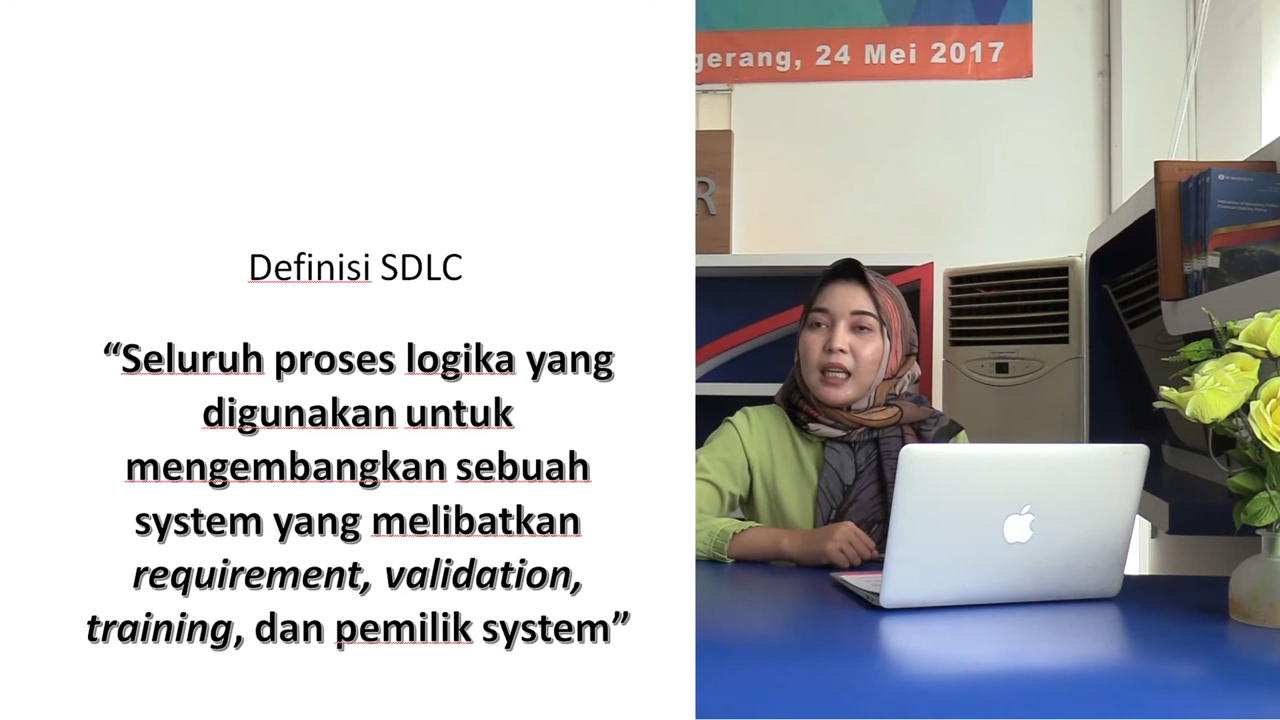 Definisi SDLC
“Seluruh proses logika yang
digunakan untuk
mengembangkan sebuah
system yang melibatkan
requirement, validation,
training, dan pemilik system”
gerang, 24 Mei 2017
R